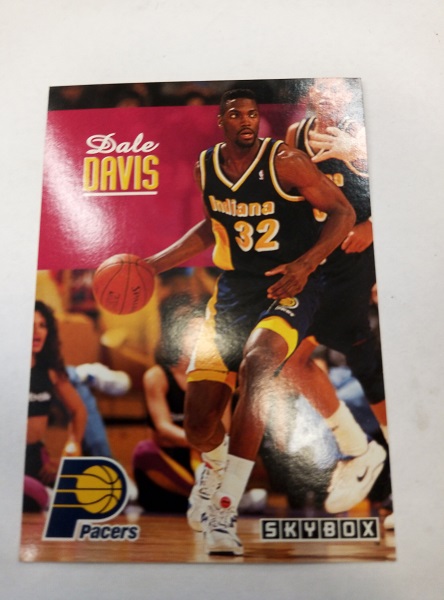 Dale
DAVIS
Indiana
32
Pacers
SKYBOX